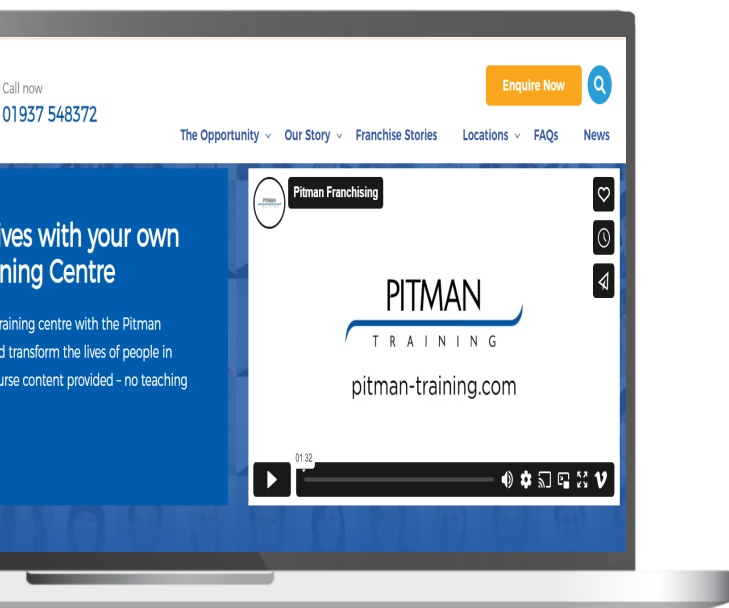 Call now
01937 548372
Enquire Now
The Opportunity Our Story Franchise Stories Locations FAQs News
ives with your own
ning Centre
raining centre with the Pitman
d transform the lives of people in
urse content provided – no teaching
PITMAN
TRAINING
Pitman Franchising
PITMAN
TRAINING
pitman-training.com
01:32